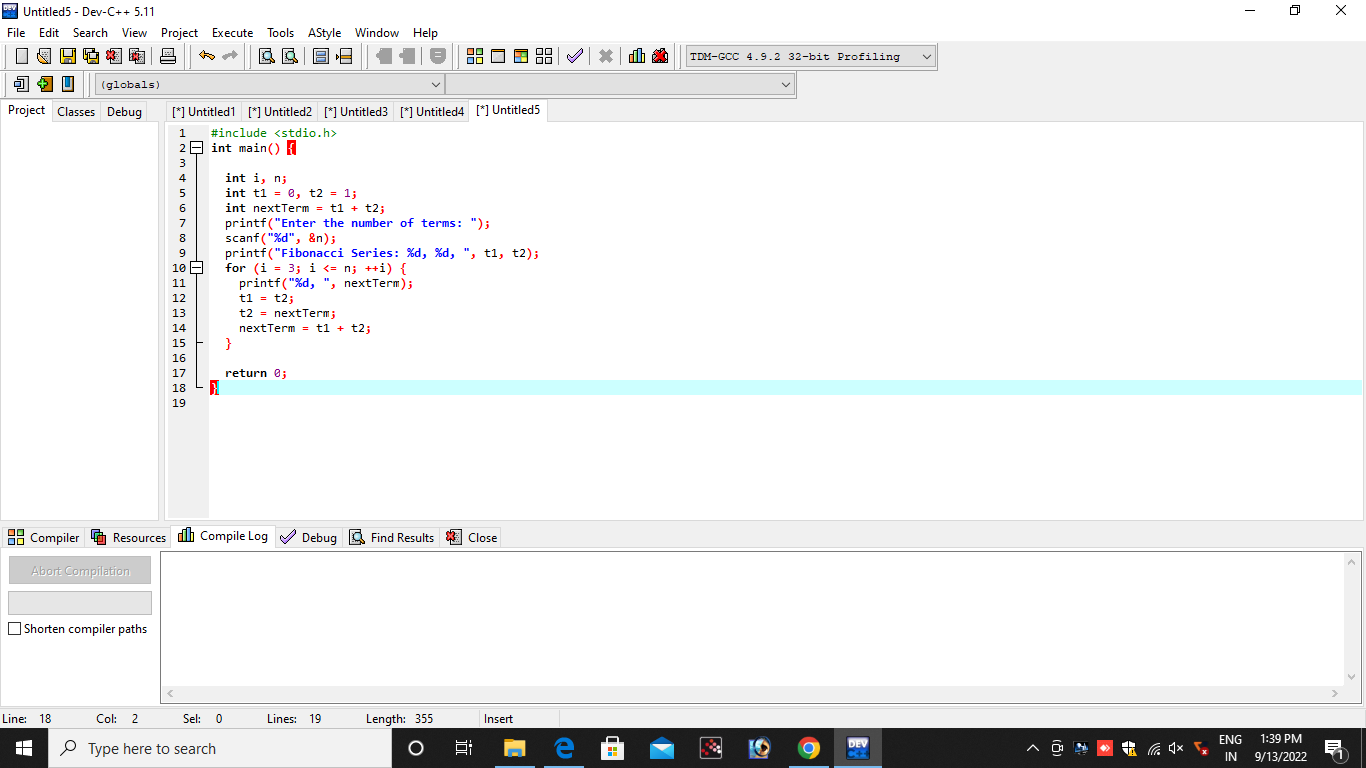 Untitled5 - Dev-C++ 5.11
File Edit Search View Project Execute Tools AStyle Window Help
TDM-GCC 4.9.2 32-bit Profiling
(globals)
Project Classes Debug [*] Untitled1 [*] Untitled2 [*] Untitled3 [*] Untitled4 [*] Untitled5
1 #include <stdio.h>
2 int main() {
3
4 int i, n;
5 int t1 = 0, t2 = 1;
6 int nextTerm = t1 + t2;
7 printf("Enter the number of terms: ");
8 scanf("%d", &n);
9 printf("Fibonacci Series: %d, %d, ", t1, t2);
10 for (i = 3; i <= n; ++i) {
11 printf("%d, ", nextTerm);
12 t1 = t2;
13 t2 = nextTerm;
14 nextTerm = t1 + t2;
15 }
16
17 return 0;
18 }
19
Compiler Resources Compile Log Debug Find Results Close
Abort Compilation
Shorten compiler paths
Line: 18 Col: 2 Sel: 0 Lines: 19 Length: 355 Insert
Type here to search
DEV
ENG
IN
1:39 PM
9/13/2022
1